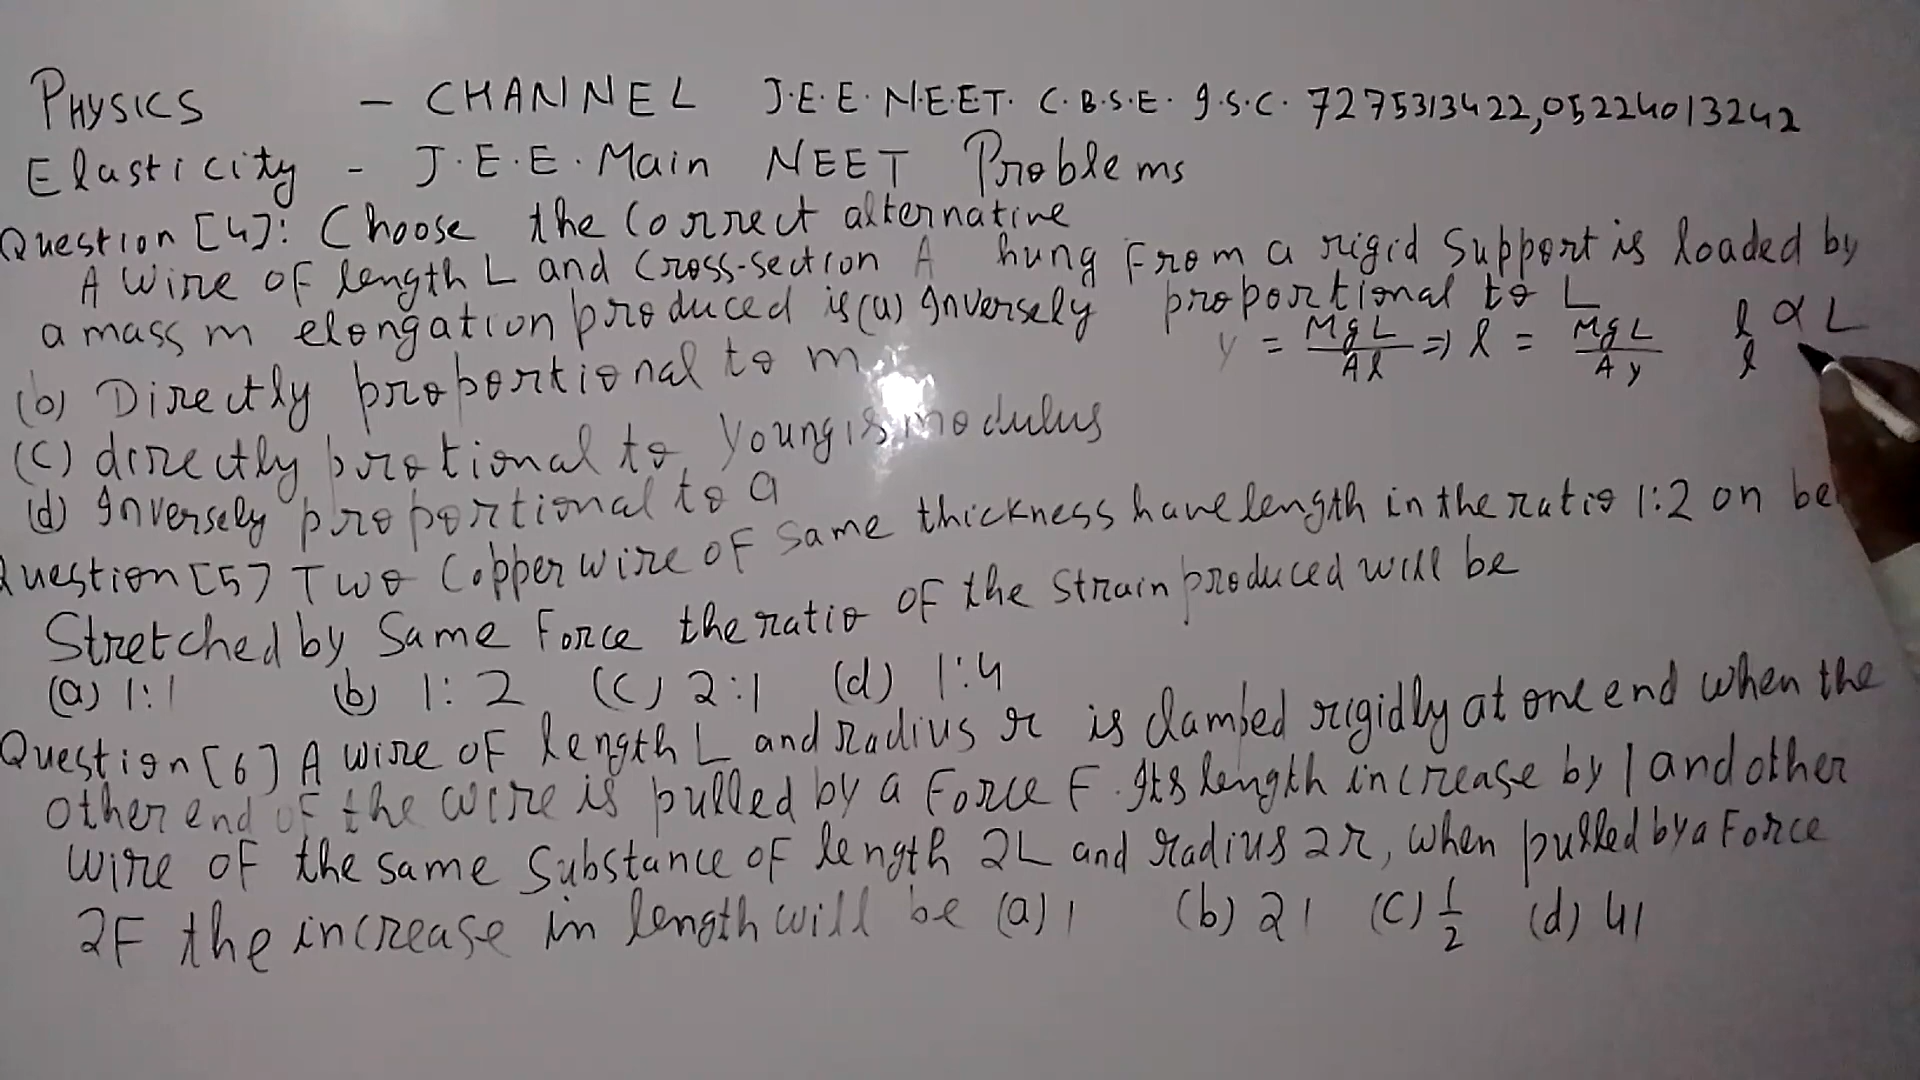 PHYSICS - CHANNEL J.E.E. N.E.E.T. C.B.S.E. I.S.C. 7275313422,05224013242
Elasticity - J.E.E. Main NEET Problems
Question [4]: Choose the Correct alternative
A wire of length L and Cross-section A hung From a rigid Support is loaded by
a mass m elongation produced is (a) Inversely proportional to L
y = MgL/Al => l = MgL/Ay l ∝ L
l
(b) Directly proportional to m
(c) directly protional to Young's modulus
(d) Inversely proportional to a
Question [5] Two Copper wire of same thickness have length in the ratio 1:2 on be
Stretched by Same Force the ratio of the strain produced will be
(a) 1:1 (b) 1:2 (c) 2:1 (d) 1:4
Question [6] A wire of length L and radius r is clamped rigidly at one end when the
other end of the wire is pulled by a Force F. Its length increase by l and other
wire of the same Substance of length 2L and radius 2r, when pulled by a Force
2F the increase in length will be (a) l (b) 2l (c) 1/2 (d) 4l